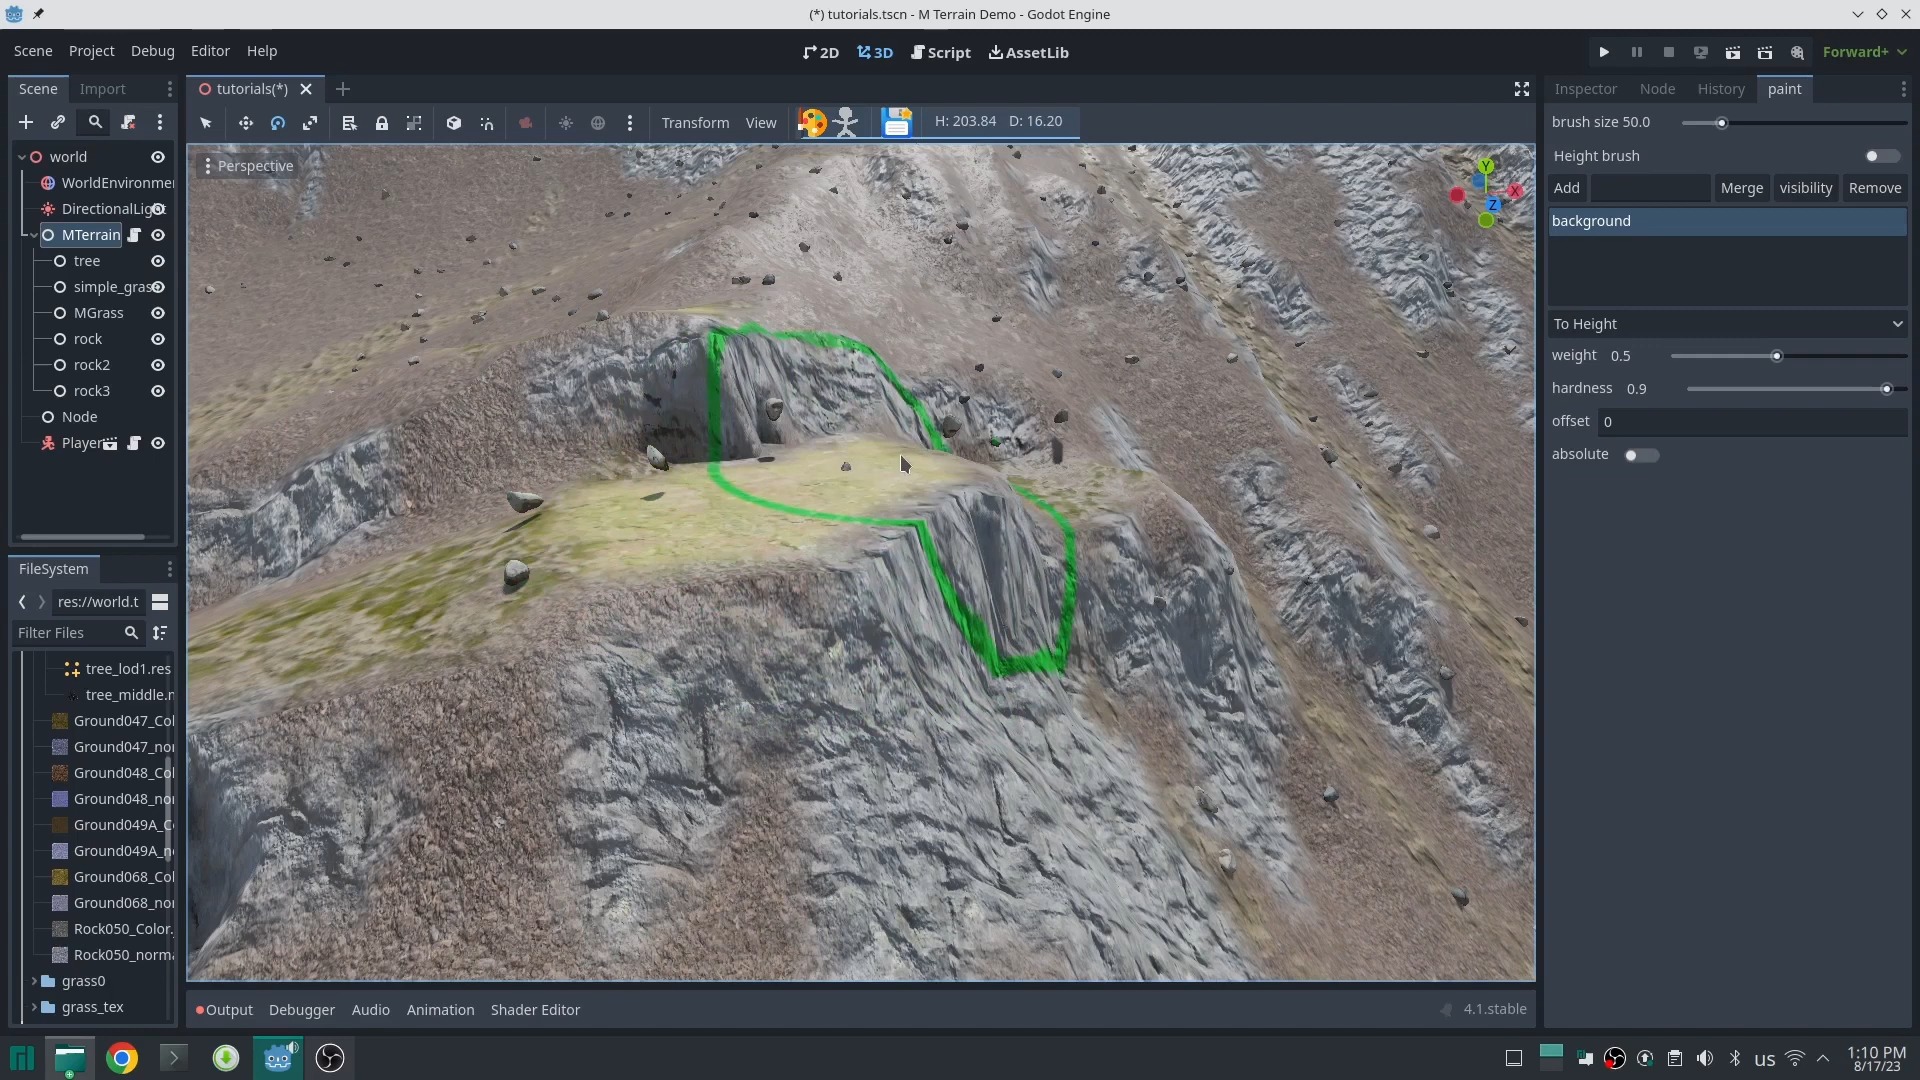 (*) tutorials.tscn - M Terrain Demo - Godot Engine
Scene Project Debug Editor Help
2D 3D Script AssetLib
Forward+
Scene Import
tutorials(*)
Inspector Node History paint
Transform View
H: 203.84 D: 16.20
brush size 50.0
Height brush
Add Merge visibility Remove
background
To Height
weight 0.5
hardness 0.9
offset 0
absolute
world
WorldEnvironme
DirectionalLig
MTerrain
tree
simple_gras
MGrass
rock
rock2
rock3
Node
Player
Perspective
Y
X
Z
FileSystem
res://world.t
Filter Files
tree_lod1.res
tree_middle.r
Ground047_Col
Ground047_nor
Ground048_Col
Ground048_nor
Ground049A_C
Ground049A_n
Ground068_Col
Ground068_nor
Rock050_Color.
Rock050_norma
grass0
grass_tex
Output Debugger Audio Animation Shader Editor
4.1.stable
us
1:10 PM
8/17/23